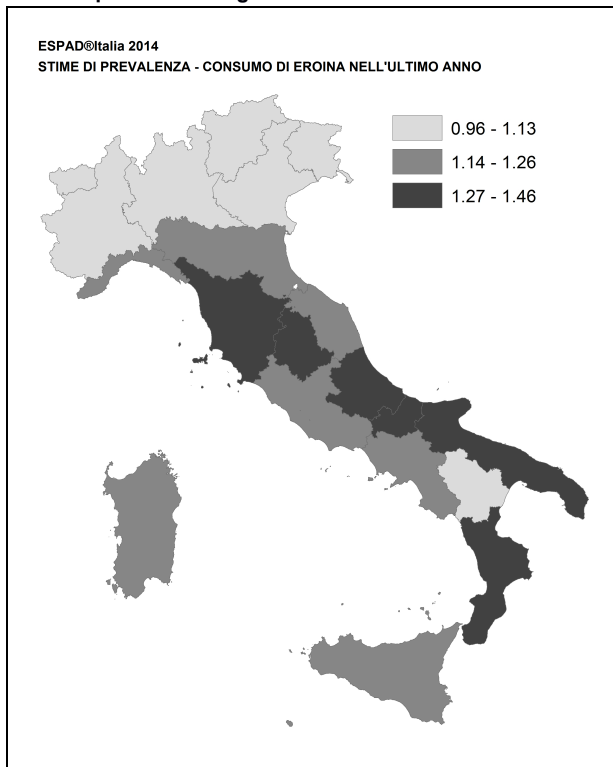 ESPAD®Italia 2014
STIME DI PREVALENZA - CONSUMO DI EROINA NELL'ULTIMO ANNO
0.96 - 1.13
1.14 - 1.26
1.27 - 1.46